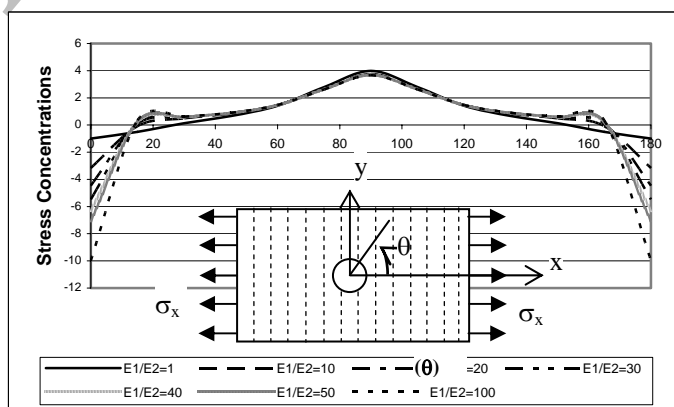 Stress Concentrations
6
4
2
0
-2
-4
-6
-8
-10
-12
0 20 40 60 80 100 120 140 160 180
y
θ
x
σx
σx
E1/E2=1 E1/E2=10 (θ) =20 E1/E2=30
E1/E2=40 E1/E2=50 E1/E2=100